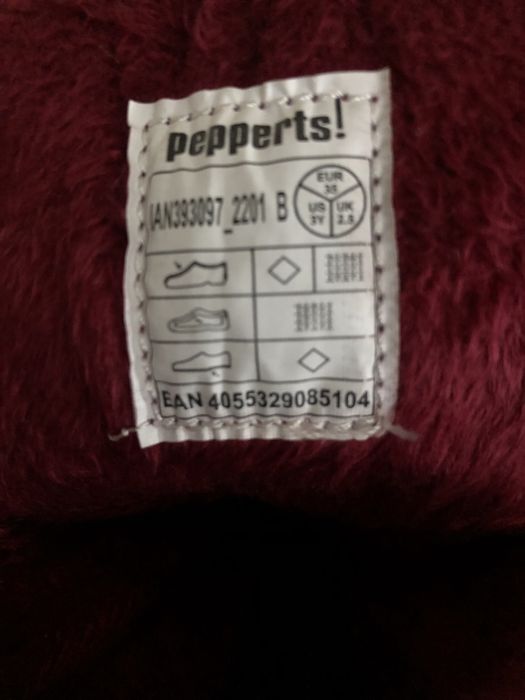 pepperts!
IAN393097_2201 B
EUR
35
US UK
3Y 2.5
EAN 4055329085104